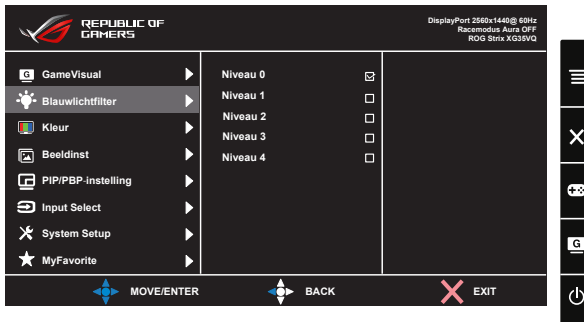 REPUBLIC OF
GAMERS
DisplayPort 2560x1440@ 60Hz
Racemodus Aura OFF
ROG Strix XG35VQ
G GameVisual
Blauwlichtfilter
Kleur
Beeldinst
PIP/PBP-instelling
Input Select
System Setup
MyFavorite
Niveau 0
Niveau 1
Niveau 2
Niveau 3
Niveau 4
G
MOVE/ENTER
BACK
EXIT